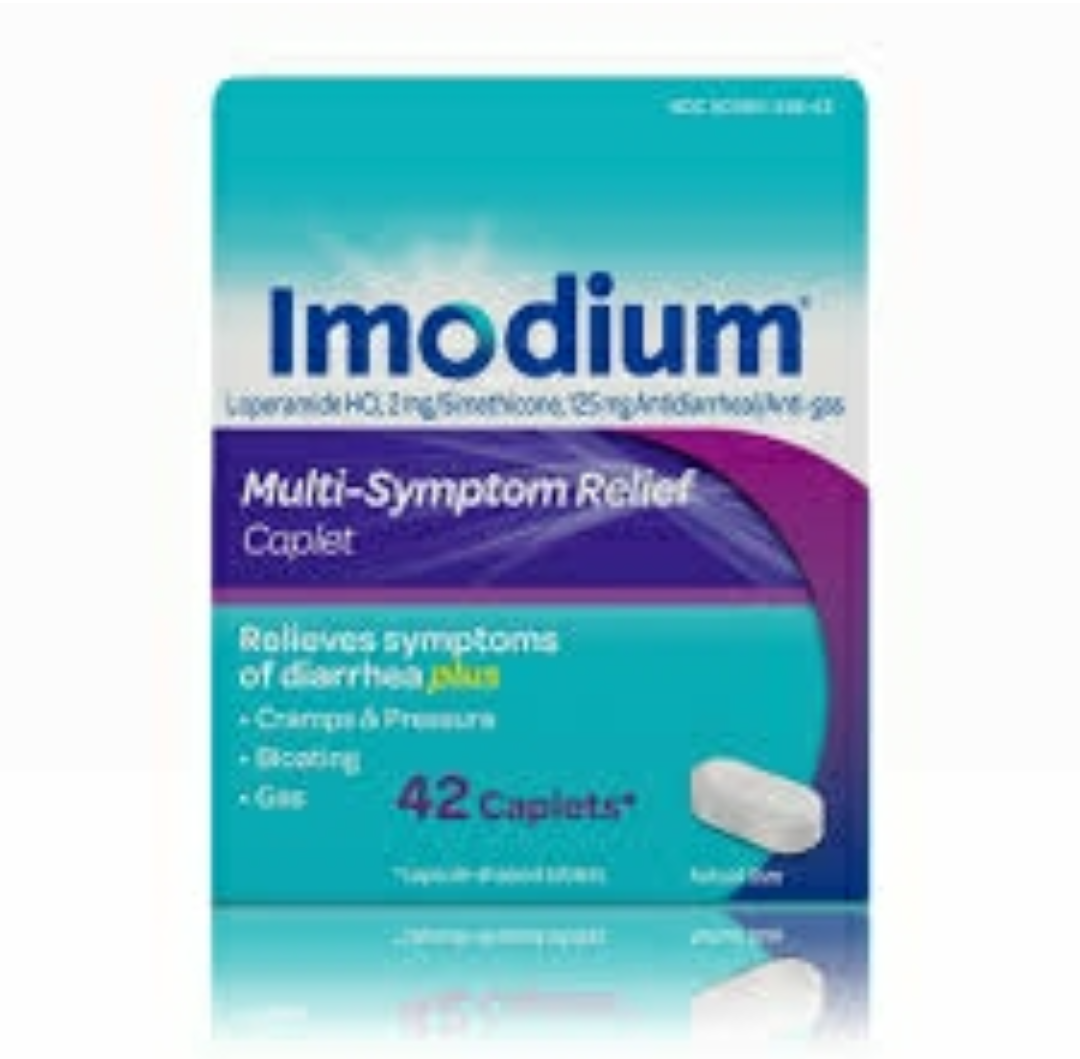 Imodium®
Loperamide HCl, 2 mg/Simethicone, 125 mg Antidiarrheal/Anti-gas
Multi-Symptom Relief
Caplet
Relieves symptoms
of diarrhea plus
• Cramps & Pressure
• Bloating
• Gas
42 Caplets*
*capsule-shaped tablets
Actual Size